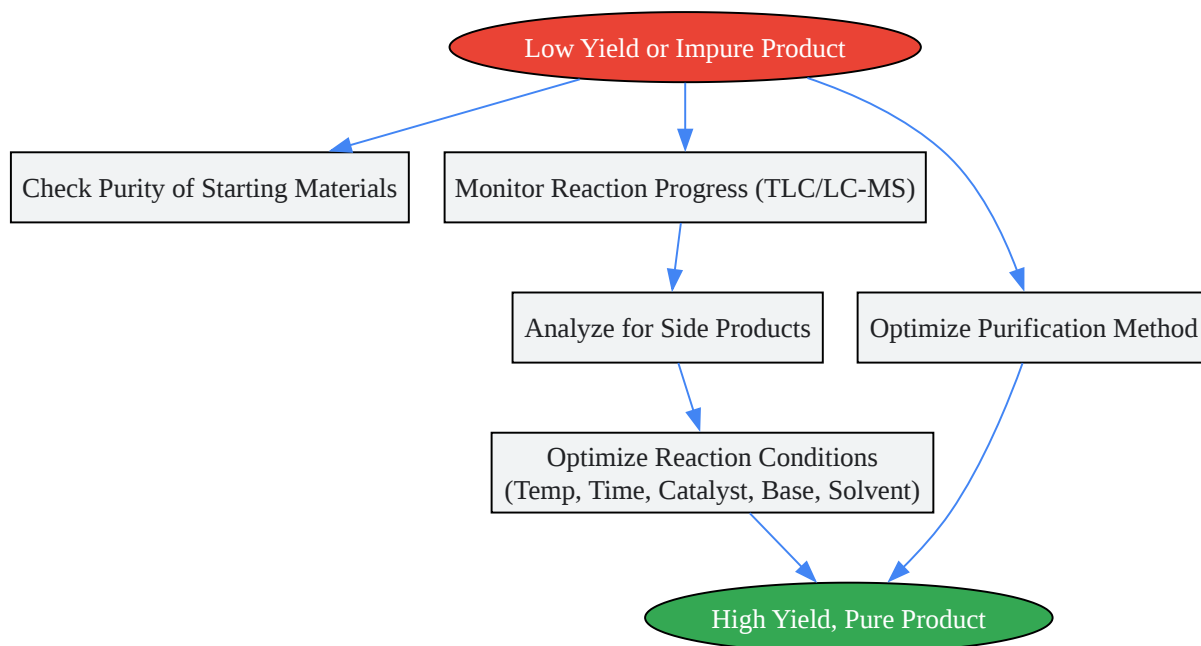 Low Yield or Impure Product
Check Purity of Starting Materials
Monitor Reaction Progress (TLC/LC-MS)
Analyze for Side Products
Optimize Purification Method
Optimize Reaction Conditions
(Temp, Time, Catalyst, Base, Solvent)
High Yield, Pure Product